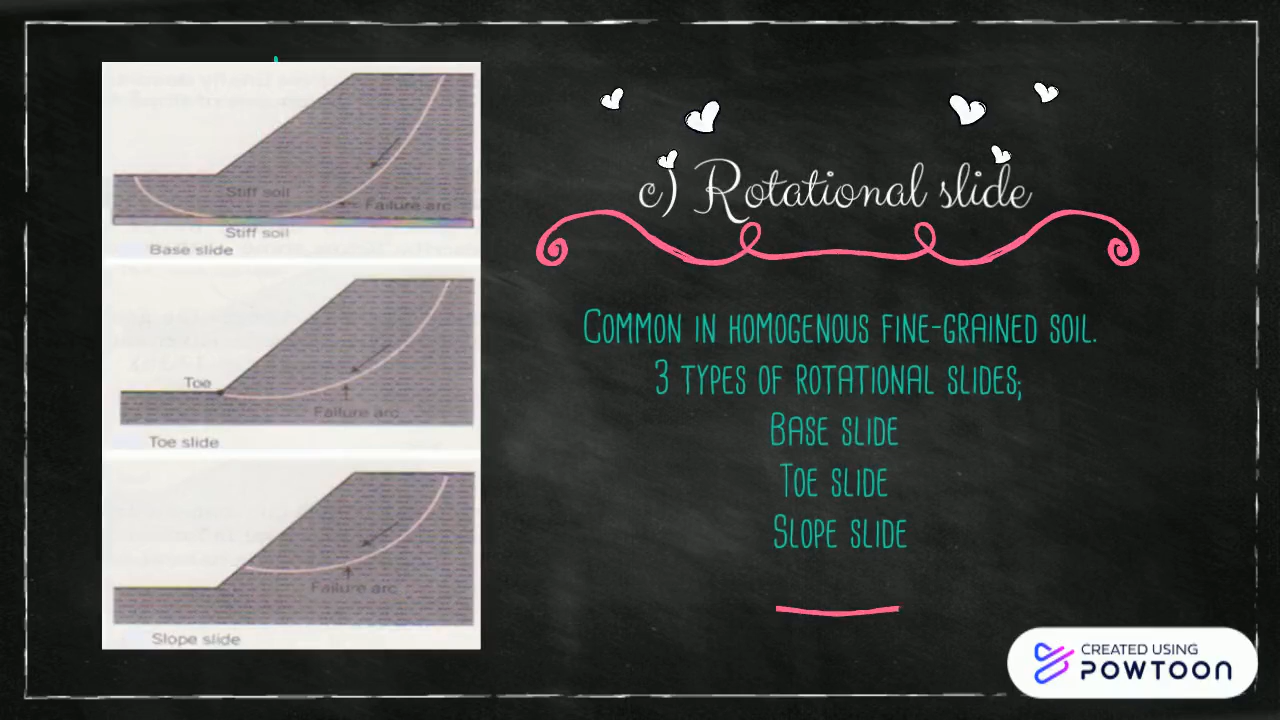 Stiff soil
Failure arc
Stiff soil
Base slide
Toe
Failure arc
Toe slide
Failure arc
Slope slide
c) Rotational slide
COMMON IN HOMOGENOUS FINE-GRAINED SOIL.
3 TYPES OF ROTATIONAL SLIDES;
BASE SLIDE
TOE SLIDE
SLOPE SLIDE
CREATED USING
POWTOON